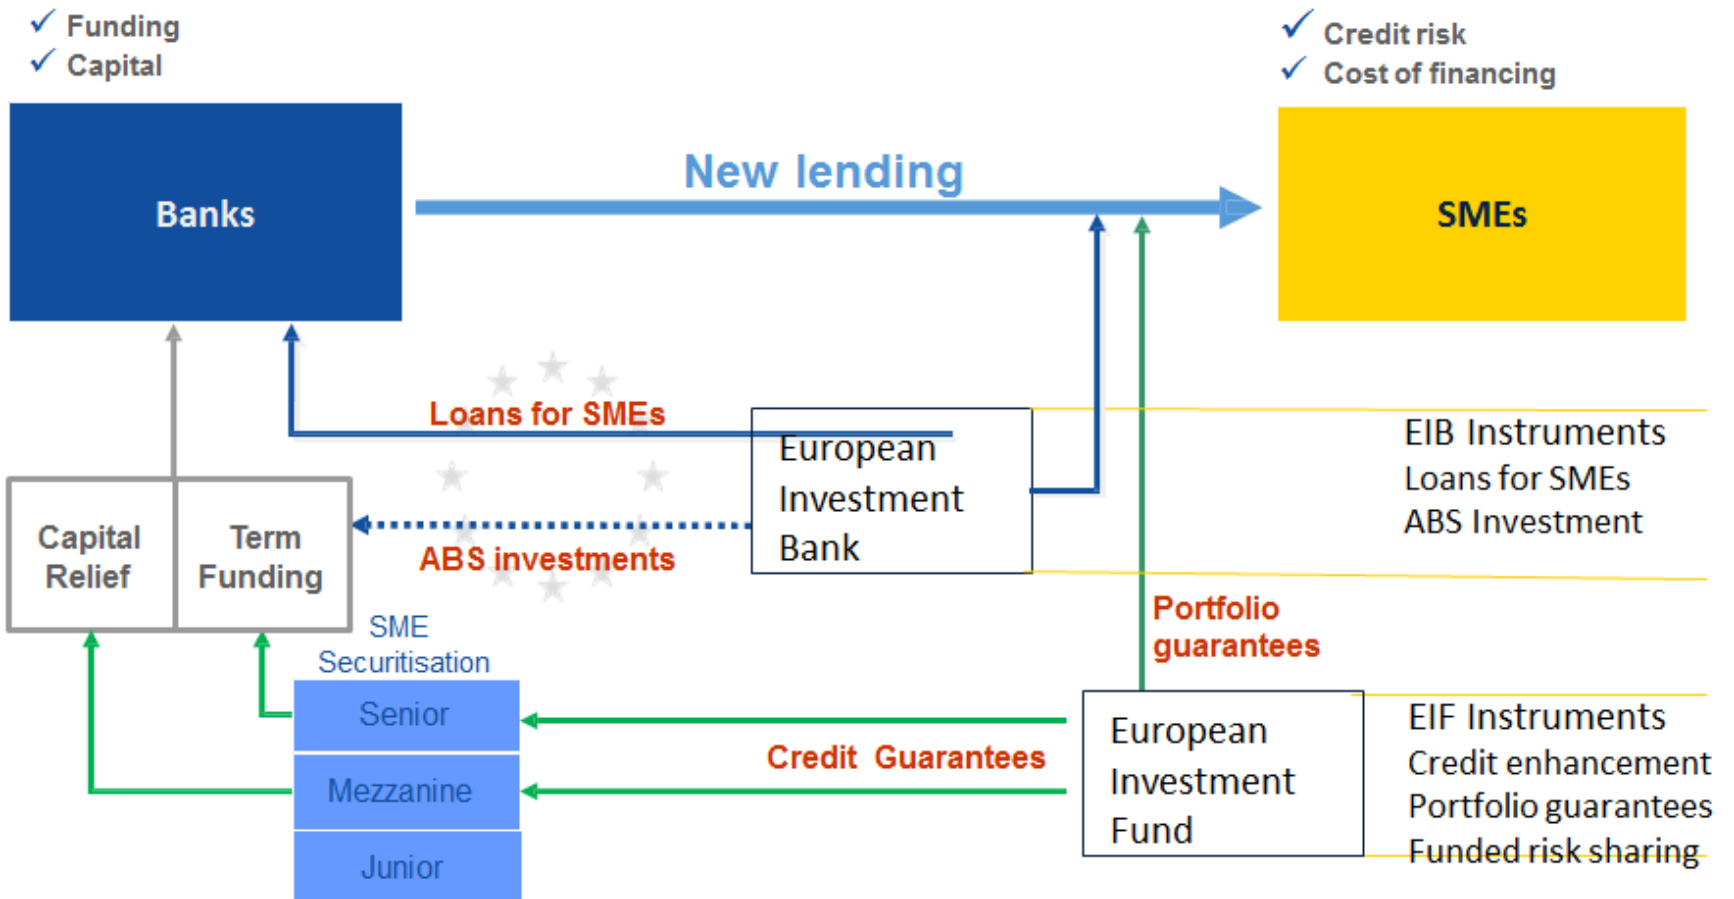 Funding
Capital
Credit risk
Cost of financing
New lending
Banks
SMEs
Loans for SMEs
European
Investment
Bank
EIB Instruments
Loans for SMEs
ABS Investment
Capital
Relief
Term
Funding
ABS investments
SME
Securitisation
Portfolio
guarantees
Senior
Mezzanine
Junior
Credit Guarantees
European
Investment
Fund
EIF Instruments
Credit enhancement
Portfolio guarantees
Funded risk sharing